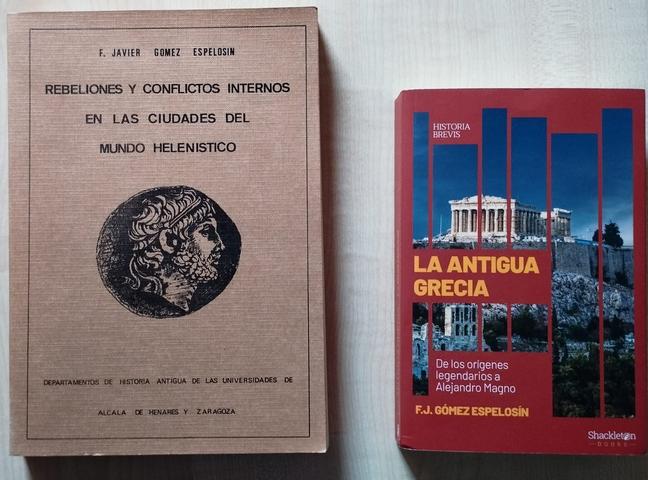 F. JAVIER GOMEZ ESPELOSIN
REBELIONES Y CONFLICTOS INTERNOS
EN LAS CIUDADES DEL
MUNDO HELENISTICO
DEPARTAMENTOS DE HISTORIA ANTIGUA DE LAS UNIVERSIDADES DE
ALCALA DE HENARES Y ZARAGOZA
HISTORIA
BREVIS
LA ANTIGUA
GRECIA
De los orígenes
legendarios a
Alejandro Magno
F.J. GÓMEZ ESPELOSÍN
Shackleton
BOOKS